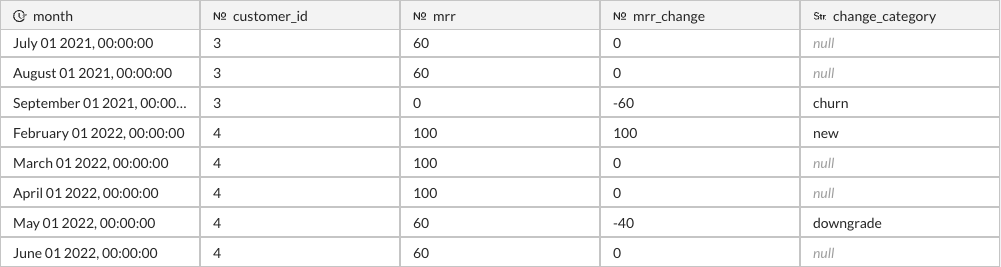 month № customer_id № mrr № mrr_change Str. change_category
July 01 2021, 00:00:00 3 60 0 null
August 01 2021, 00:00:00 3 60 0 null
September 01 2021, 00:00... 3 0 -60 churn
February 01 2022, 00:00:00 4 100 100 new
March 01 2022, 00:00:00 4 100 0 null
April 01 2022, 00:00:00 4 100 0 null
May 01 2022, 00:00:00 4 60 -40 downgrade
June 01 2022, 00:00:00 4 60 0 null